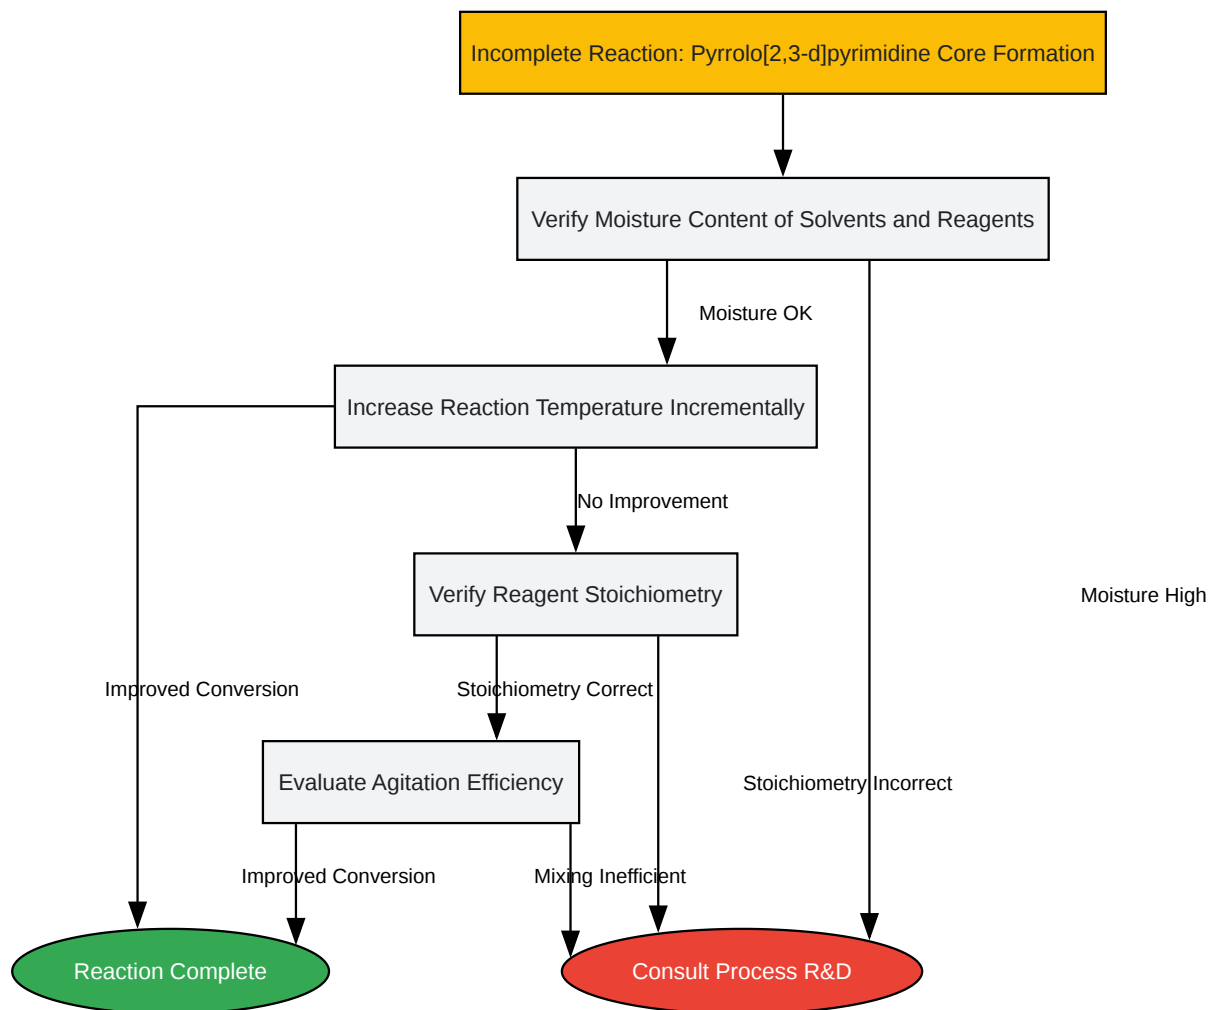 Incomplete Reaction: Pyrrolo[2,3-d]pyrimidine Core Formation
Verify Moisture Content of Solvents and Reagents
Moisture OK
Increase Reaction Temperature Incrementally
No Improvement
Verify Reagent Stoichiometry
Moisture High
Improved Conversion
Stoichiometry Correct
Evaluate Agitation Efficiency
Stoichiometry Incorrect
Improved Conversion
Mixing Inefficient
Reaction Complete
Consult Process R&D